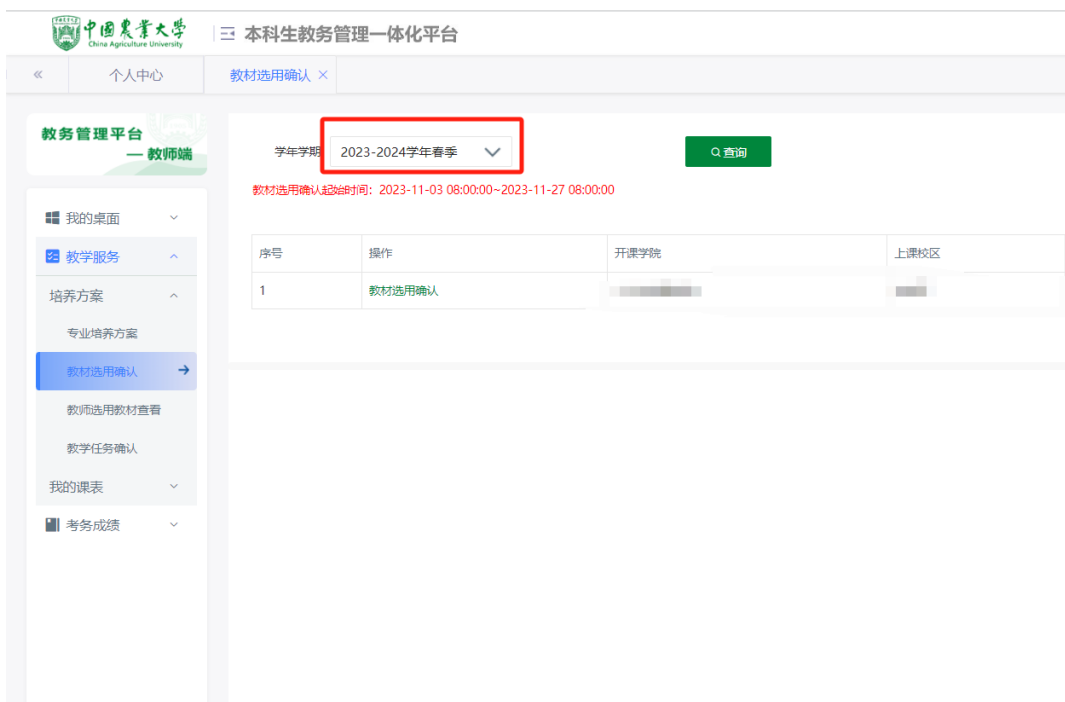 中国农业大学
China Agriculture University
本科生教务管理一体化平台
个人中心
教材选用确认
教务管理平台
— 教师端
我的桌面
教学服务
培养方案
专业培养方案
教材选用确认
教师选用教材查看
教学任务确认
我的课表
考务成绩
学年学期 2023-2024学年春季 查询
教材选用确认起始时间：2023-11-03 08:00:00~2023-11-27 08:00:00
序号 操作 开课学院 上课校区
1 教材选用确认